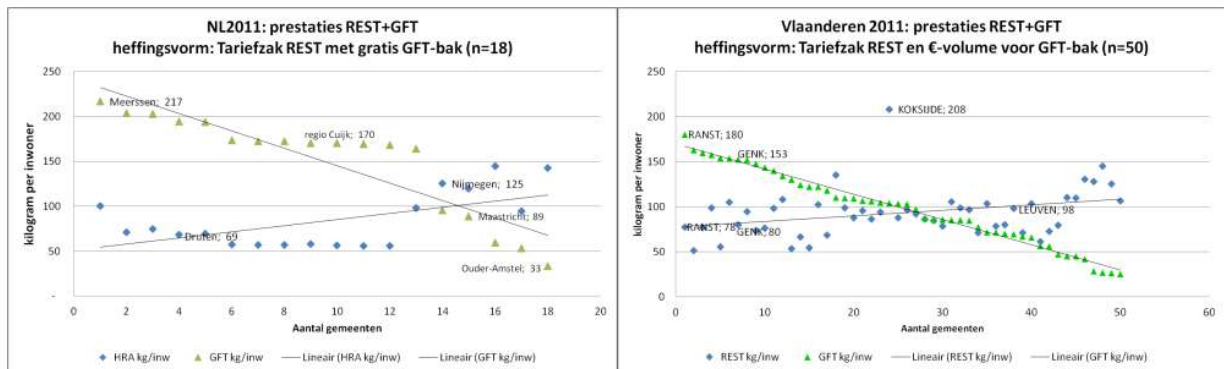 NL2011: prestaties REST+GFT
heffingsvorm: Tariefzak REST met gratis GFT-bak (n=18)
kilogram per inwoner
250
200
150
100
50
-
Meerssen; 217
regio Cuijk; 170
Nijmegen; 125
Maastricht; 89
Druten; 69
Ouder-Amstel; 33
0 2 4 6 8 10 12 14 16 18 20
Aantal gemeenten
HRA kg/inw GFT kg/inw Lineair (HRA kg/inw) Lineair (GFT kg/inw)
Vlaanderen 2011: prestaties REST+GFT
heffingsvorm: Tariefzak REST en €-volume voor GFT-bak (n=50)
kilogram per inwoner
250
200
150
100
50
0
KOKSIJDE; 208
RANST; 180
GENK; 153
LEUVEN; 98
RANST; 78
GENK; 80
0 10 20 30 40 50 60
Aantal gemeenten
REST kg/inw GFT kg/inw Lineair (REST kg/inw) Lineair (GFT kg/inw)